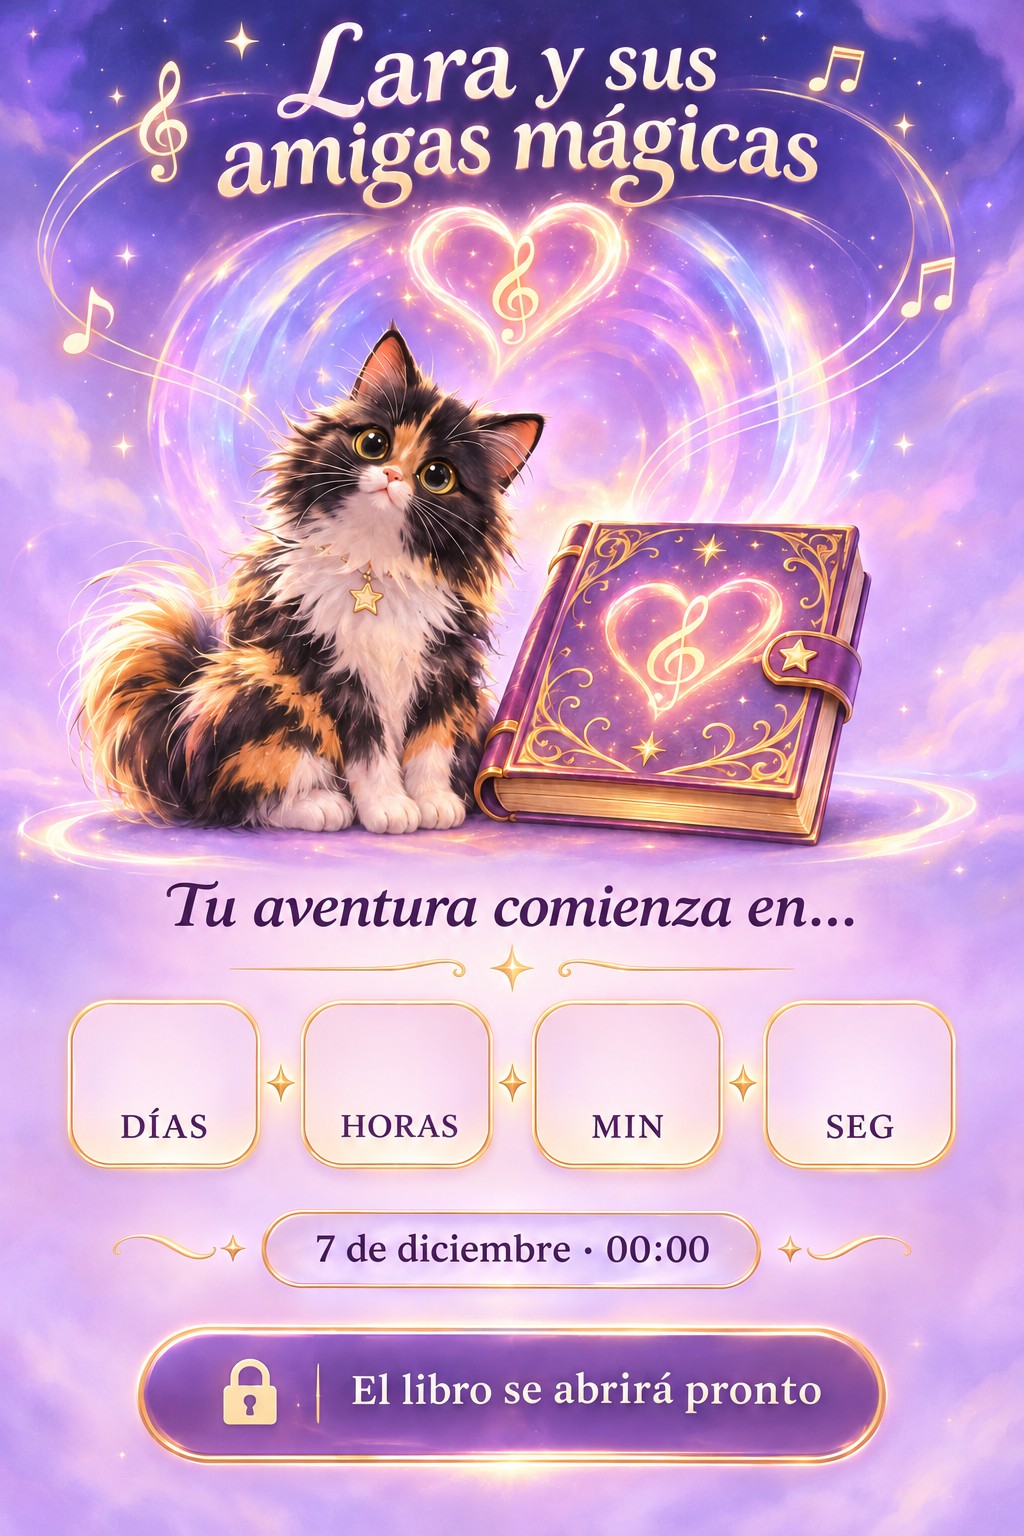 Lara y sus
amigas mágicas
Tu aventura comienza en...
DÍAS
HORAS
MIN
SEG
7 de diciembre · 00:00
El libro se abrirá pronto